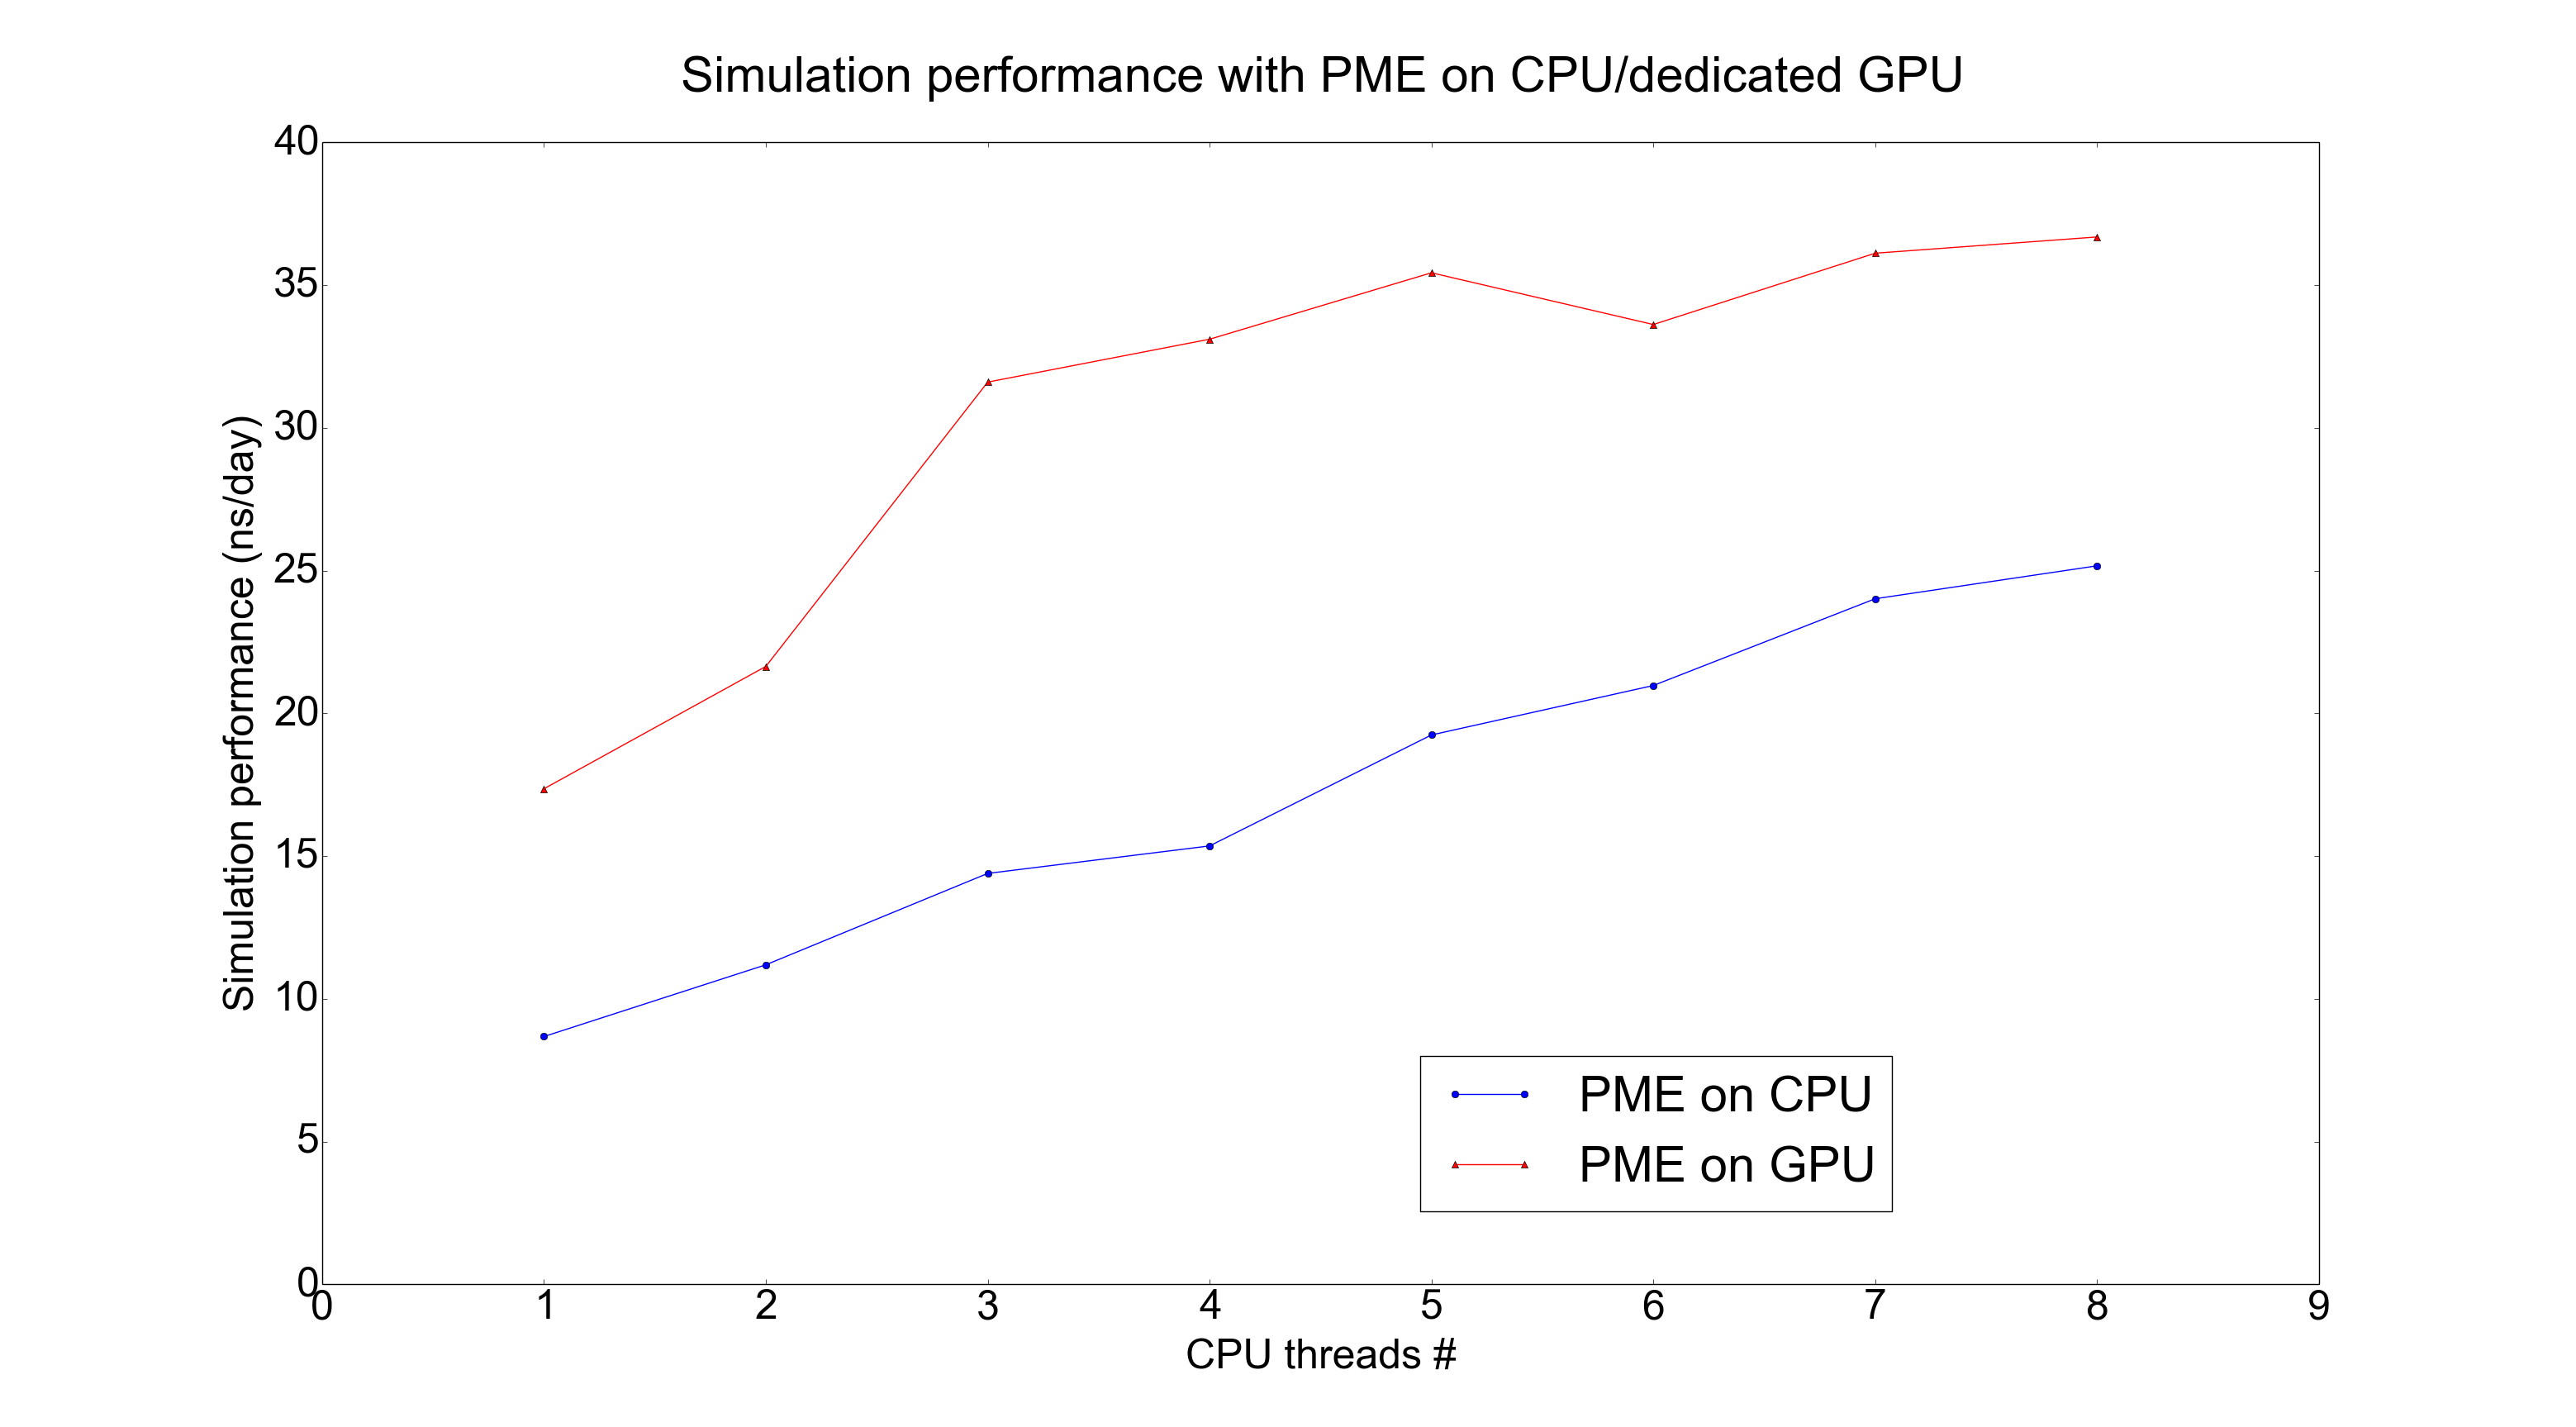 Simulation performance with PME on CPU/dedicated GPU
40
35
30
25
20
15
10
5
0
Simulation performance (ns/day)
PME on CPU
PME on GPU
0 1 2 3 4 5 6 7 8 9
CPU threads #